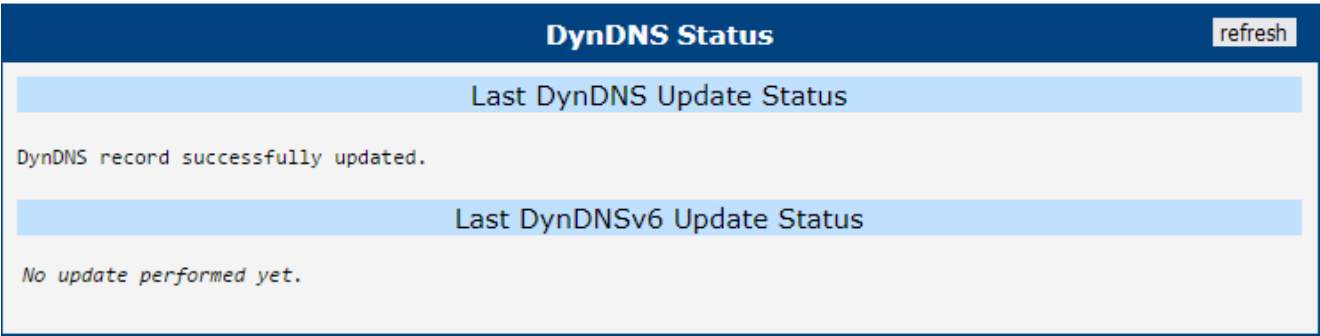 DynDNS Status
refresh
Last DynDNS Update Status
DynDNS record successfully updated.
Last DynDNSv6 Update Status
No update performed yet.